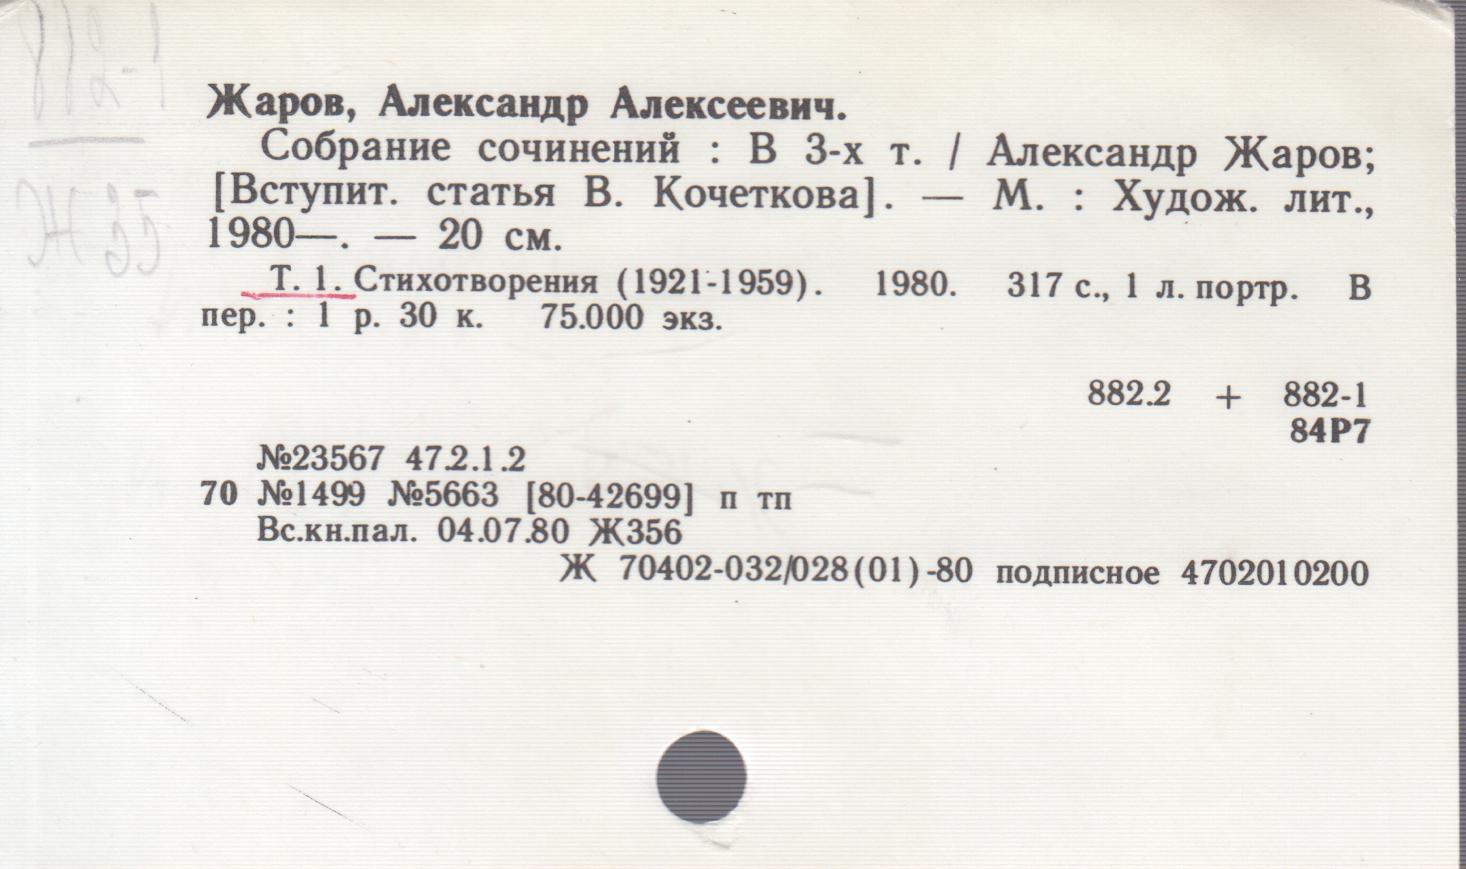 Жаров, Александр Алексеевич.
Собрание сочинений : В 3-х т. / Александр Жаров;
[Вступит. статья В. Кочеткова]. — М. : Худож. лит.,
1980—. — 20 см.
Т. 1. Стихотворения (1921-1959). 1980. 317 с., 1 л. портр. В
пер. : 1 р. 30 к. 75.000 экз.
882.2 + 882-1
84Р7
№23567 47.2.1.2
70 №1499 №5663 [80-42699] п тп
Вс.кн.пал. 04.07.80 Ж356
Ж 70402-032/028(01)-80 подписное 4702010200